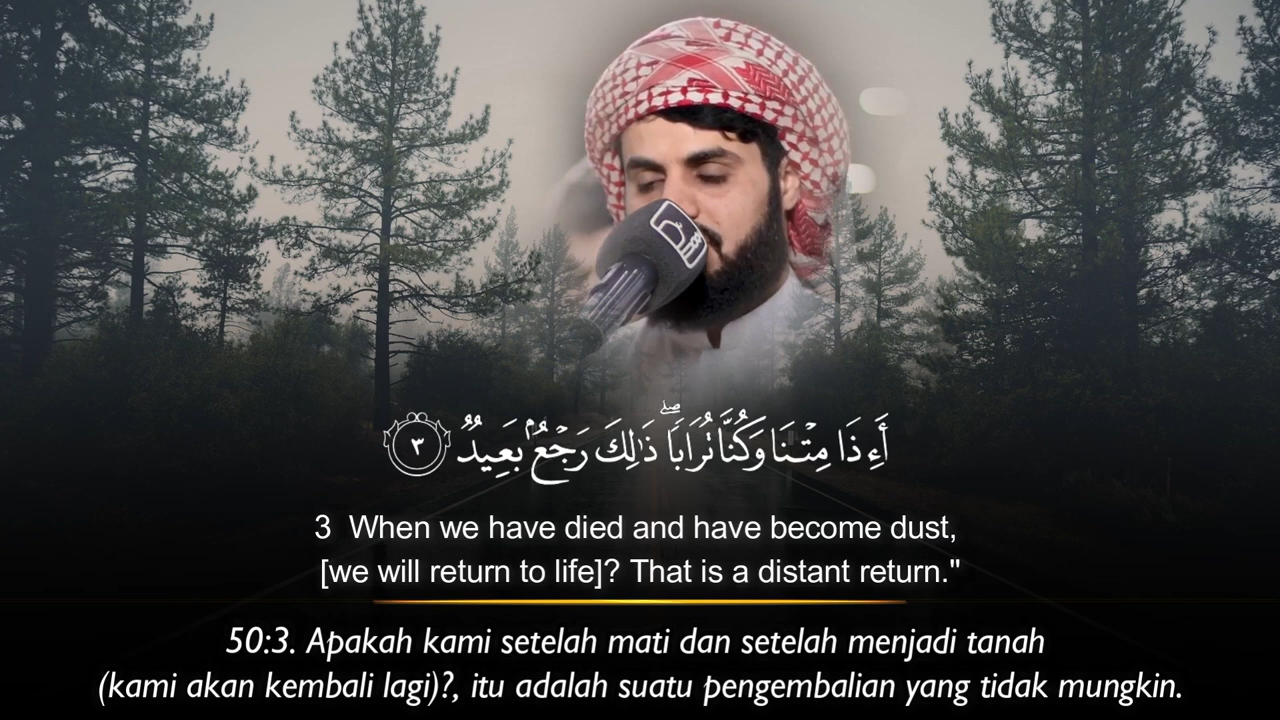 أَءِذَا مِتْنَا وَكُنَّا تُرَابًا ۖ ذَٰلِكَ رَجْعٌۢ بَعِيدٌ ٣
3 When we have died and have become dust,
[we will return to life]? That is a distant return."
50:3. Apakah kami setelah mati dan setelah menjadi tanah
(kami akan kembali lagi)?, itu adalah suatu pengembalian yang tidak mungkin.